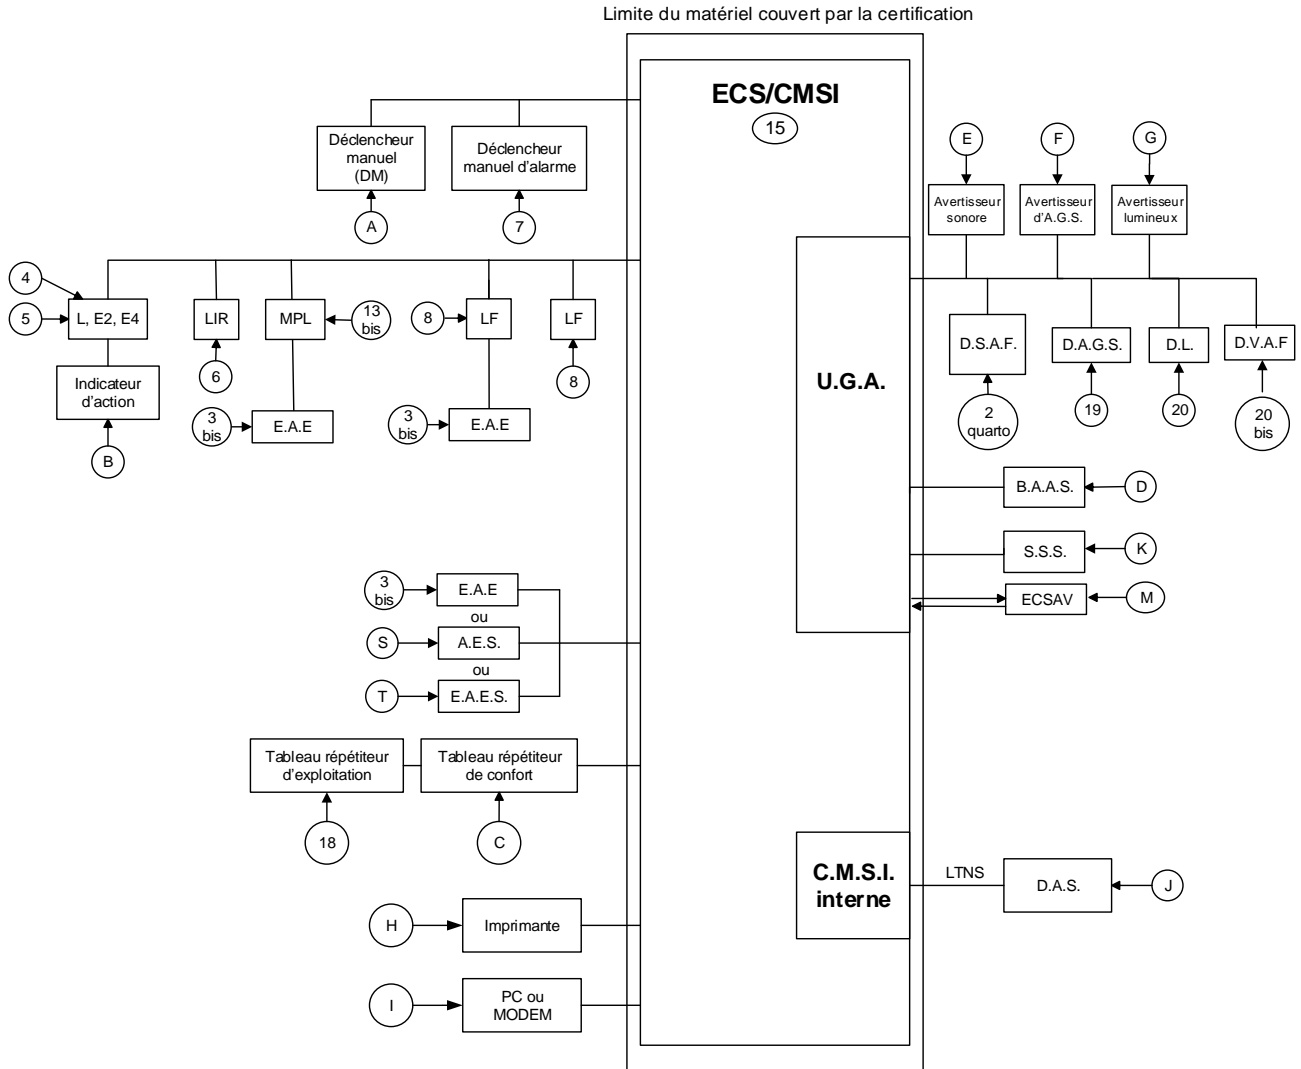 Limite du matériel couvert par la certification
ECS/CMSI
15
Déclencheur
manuel
(DM)
Déclencheur
manuel d'alarme
A
7
E
F
G
Avertisseur
sonore
Avertisseur
d'A.G.S.
Avertisseur
lumineux
4
5
L, E2, E4
LIR
MPL
13
bis
8
LF
LF
6
8
Indicateur
d'action
B
3
bis
E.A.E
3
bis
E.A.E
U.G.A.
D.S.A.F.
D.A.G.S.
D.L.
D.V.A.F
2
quarto
19
20
20
bis
B.A.A.S.
D
S.S.S.
K
ECSAV
M
3
bis
E.A.E
ou
S
A.E.S.
ou
T
E.A.E.S.
Tableau répétiteur
d'exploitation
Tableau répétiteur
de confort
18
C
C.M.S.I.
interne
LTNS
D.A.S.
J
H
Imprimante
I
PC ou
MODEM